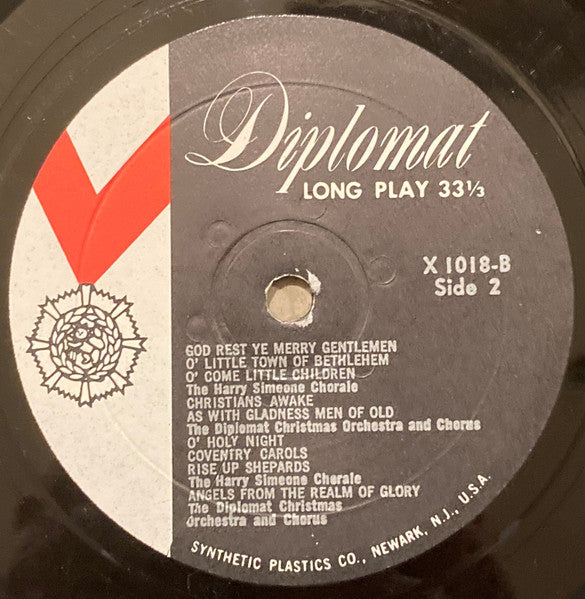 Diplomat
LONG PLAY 33⅓
X 1018-B
Side 2
GOD REST YE MERRY GENTLEMEN
O' LITTLE TOWN OF BETHLEHEM
O' COME LITTLE CHILDREN
The Harry Simeone Chorale
CHRISTIANS AWAKE
AS WITH GLADNESS MEN OF OLD
The Diplomat Christmas Orchestra and Chorus
O' HOLY NIGHT
COVENTRY CAROLS
RISE UP SHEPARDS
The Harry Simeone Chorale
ANGELS FROM THE REALM OF GLORY
The Diplomat Christmas
Orchestra and Chorus
SYNTHETIC PLASTICS CO., NEWARK, N.J., U.S.A.